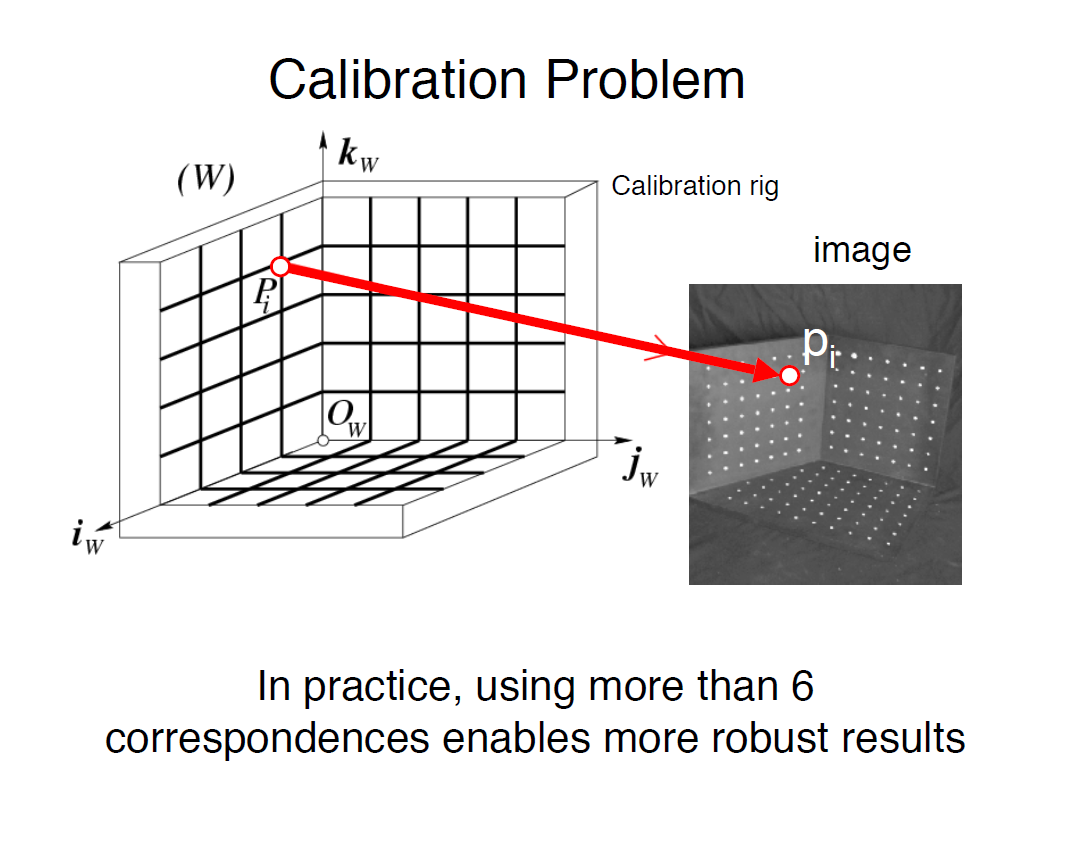 Calibration Problem
(W)
k_W
Calibration rig
image
P_i
p_i
O_W
j_W
i_W
In practice, using more than 6
correspondences enables more robust results